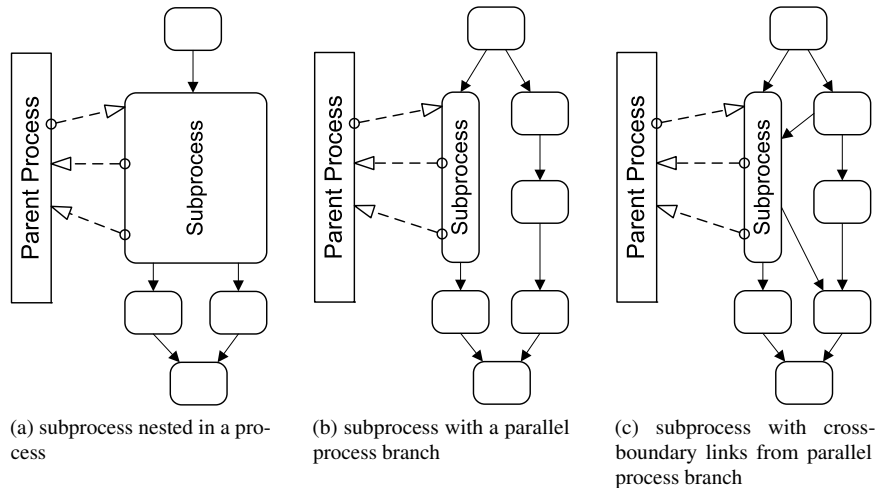 Parent Process
Subprocess
Parent Process
Subprocess
Parent Process
Subprocess
(a) subprocess nested in a pro-
cess
(b) subprocess with a parallel
process branch
(c) subprocess with cross-
boundary links from parallel
process branch